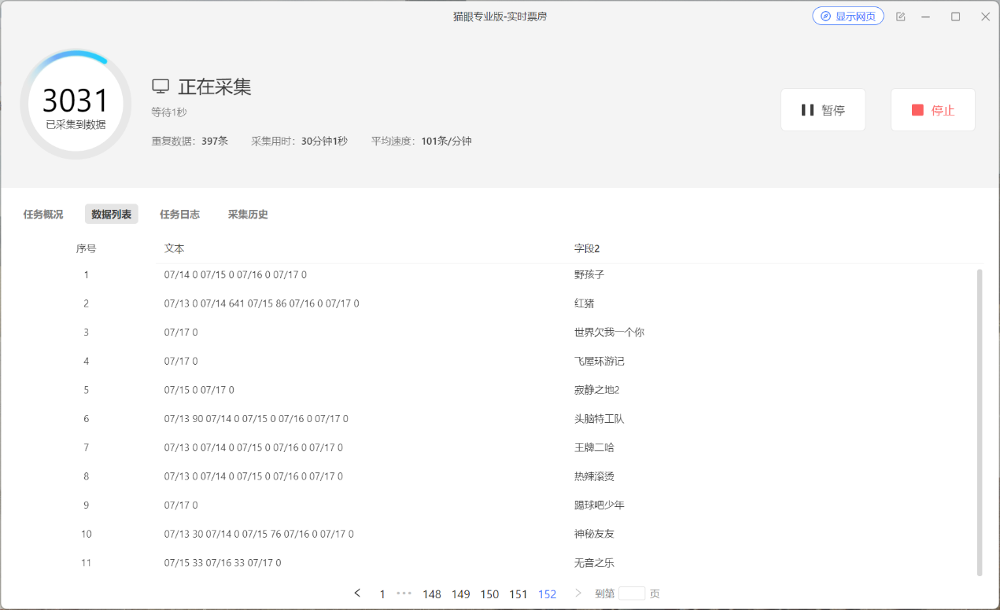 猫眼专业版-实时票房
显示网页
3031
已采集到数据
正在采集
等待1秒
重复数据：397条 采集用时：30分钟1秒 平均速度：101条/分钟
暂停
停止
任务概况 数据列表 任务日志 采集历史
序号 文本 字段2
1 07/14 0 07/15 0 07/16 0 07/17 0 野孩子
2 07/13 0 07/14 641 07/15 86 07/16 0 07/17 0 红猪
3 07/17 0 世界欠我一个你
4 07/17 0 飞屋环游记
5 07/15 0 07/17 0 寂静之地2
6 07/13 90 07/14 0 07/15 0 07/16 0 07/17 0 头脑特工队
7 07/13 0 07/14 0 07/15 0 07/16 0 07/17 0 王牌二哈
8 07/13 0 07/14 0 07/15 0 07/16 0 07/17 0 热辣滚烫
9 07/17 0 踢球吧少年
10 07/13 30 07/14 0 07/15 76 07/16 0 07/17 0 神秘友友
11 07/15 33 07/16 33 07/17 0 无音之乐
< 1 ••• 148 149 150 151 152 > 到第 页